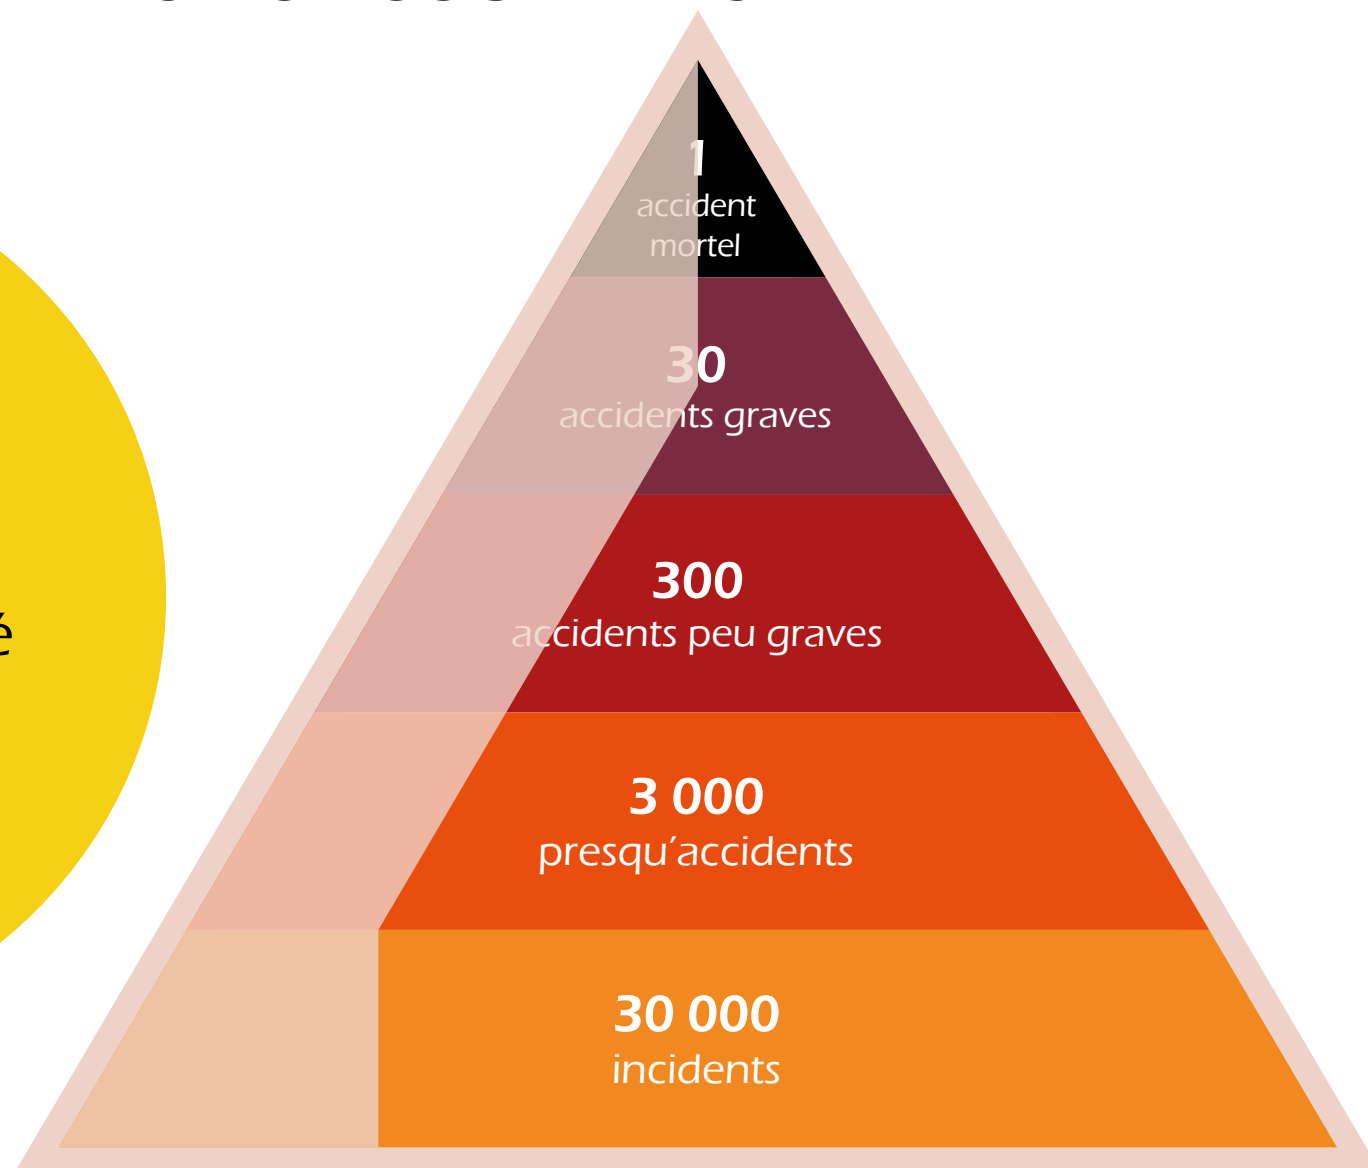 1
accident
mortel
30
accidents graves
300
accidents peu graves
é
3 000
presqu’accidents
30 000
incidents